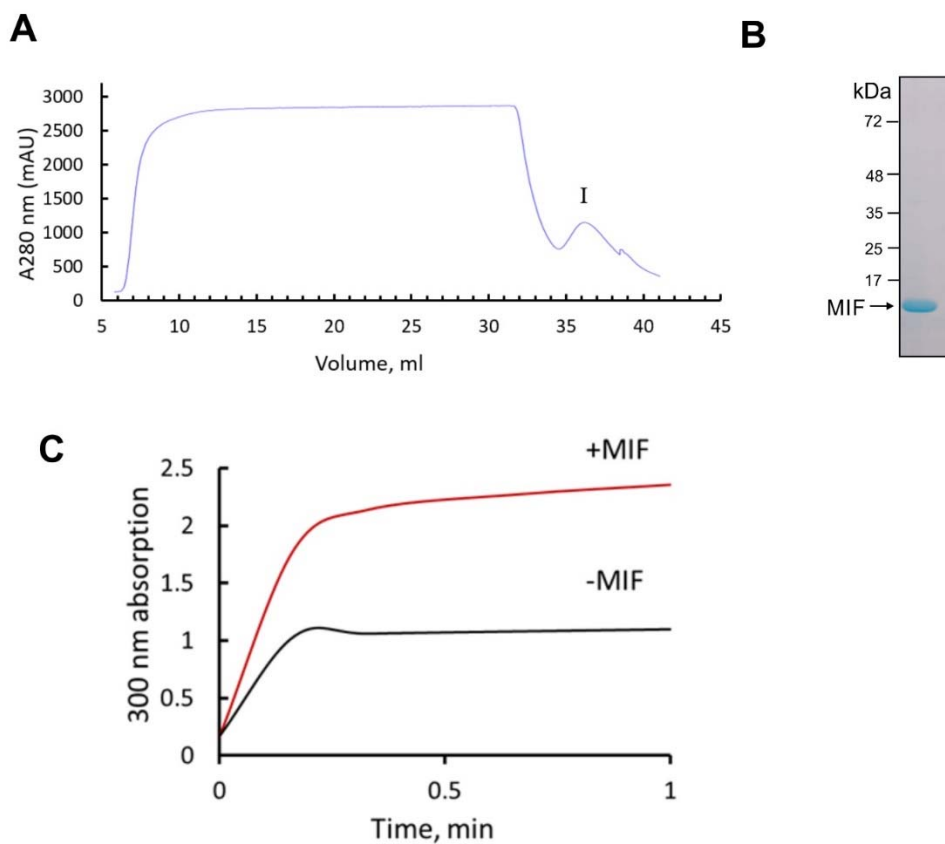 A
A280 nm (mAU)
3000
2500
2000
1500
1000
500
0
I
5 10 15 20 25 30 35 40 45
Volume, ml
B
kDa
72
48
35
25
17
MIF
C
300 nm absorption
2.5
2
1.5
1
0.5
0
+MIF
-MIF
0 0.5 1
Time, min